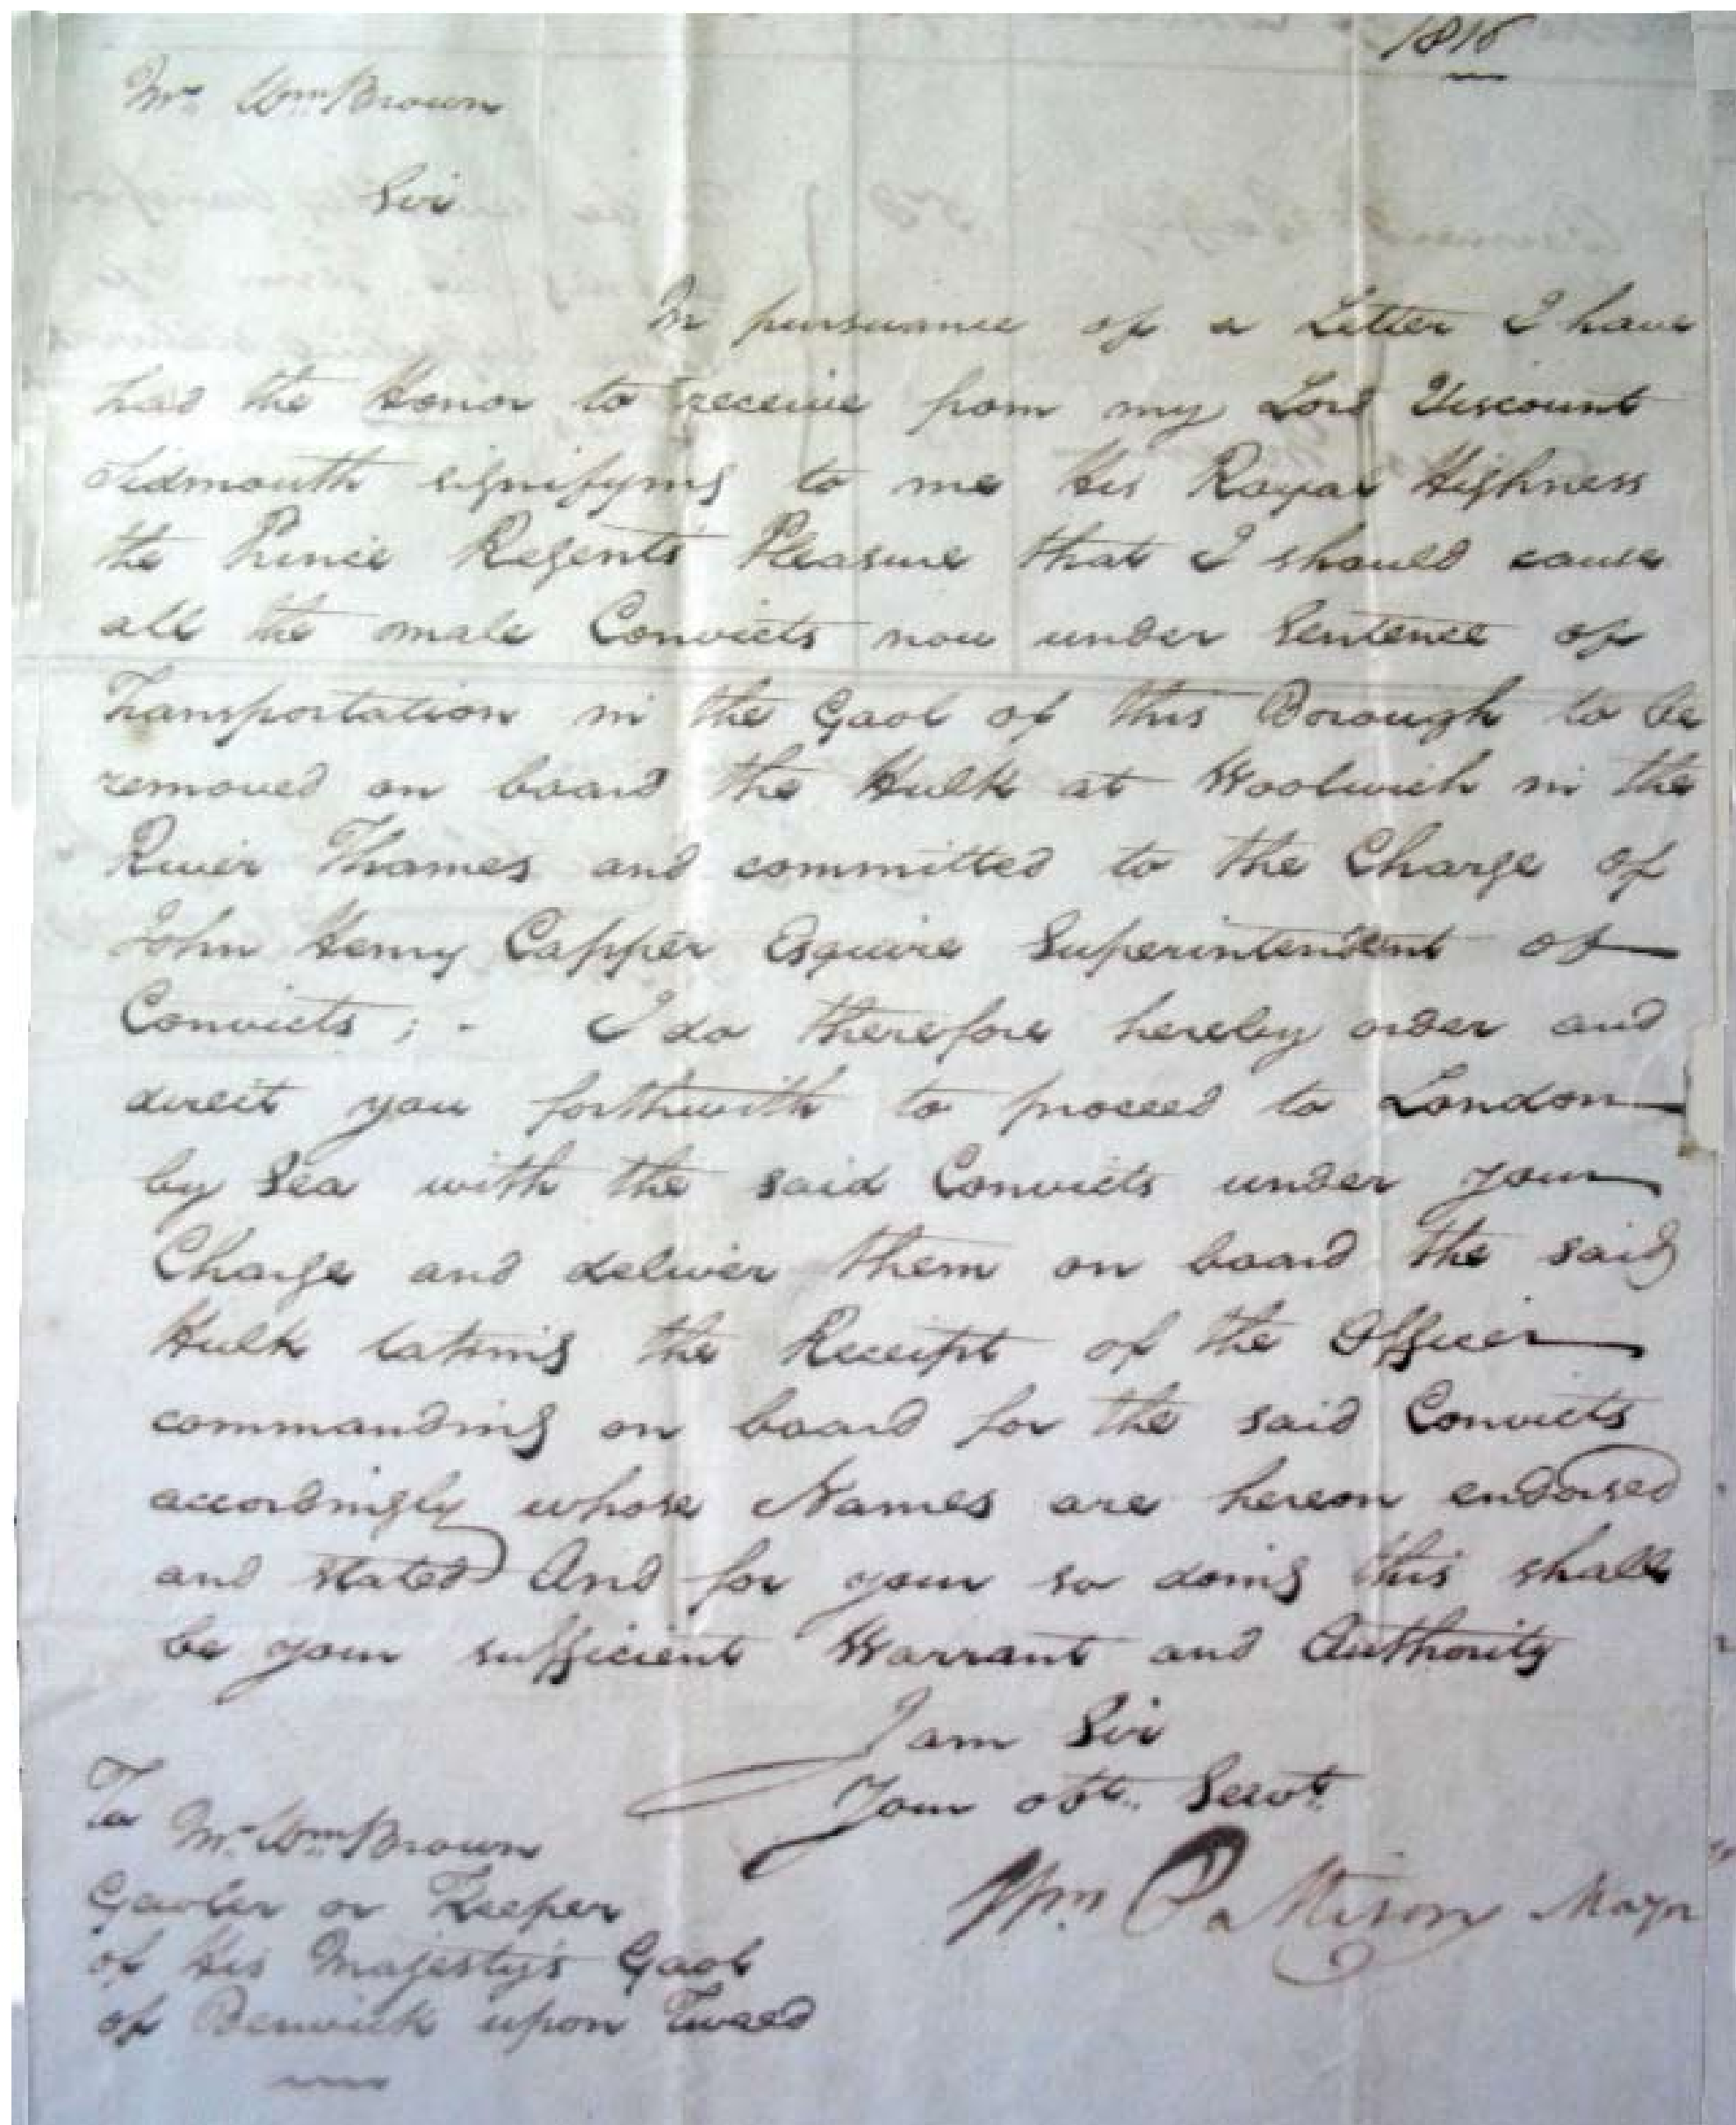 1818
Mr. Wm. Brown
Sir
In pursuance of a Letter I have
had the Honor to receive from my Lord Viscount
Sidmouth signifying to me His Royal Highness
the Prince Regents Pleasure that I should cause
all the male Convicts now under Sentence of
Transportation in the Gaol of this Borough to be
removed on board the Hulk at Woolwich in the
River Thames and committed to the Charge of
John Henry Capper Esquire Superintendent of
Convicts ; - I do therefore hereby order and
direct you forthwith to proceed to London
by Sea with the said Convicts under your
Charge and deliver them on board the said
Hulk taking the Receipt of the Officer
commanding on board for the said Convicts
accordingly whose Names are hereon endorsed
and stated And for your so doing this shall
be your sufficient Warrant and Authority
I am Sir
Your obt. Servt.
Wm. Pattison Mayor
To
Mr. Wm. Brown
Gaoler or Keeper
of His Majesty's Gaol
of Berwick upon Tweed